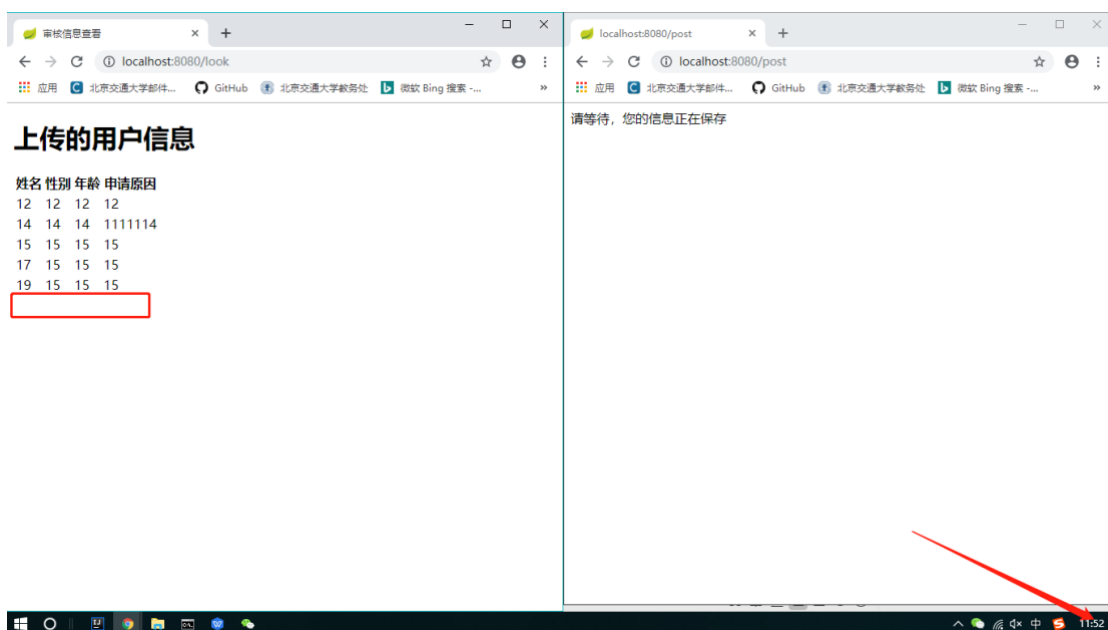 审核信息查看
localhost:8080/look
应用 北京交通大学邮件... GitHub 北京交通大学教务处 微软 Bing 搜索 -... »
上传的用户信息
姓名 性别 年龄 申请原因
12 12 12 12
14 14 14 1111114
15 15 15 15
17 15 15 15
19 15 15 15
localhost:8080/post
localhost:8080/post
应用 北京交通大学邮件... GitHub 北京交通大学教务处 微软 Bing 搜索 -... »
请等待，您的信息正在保存
中 11:52